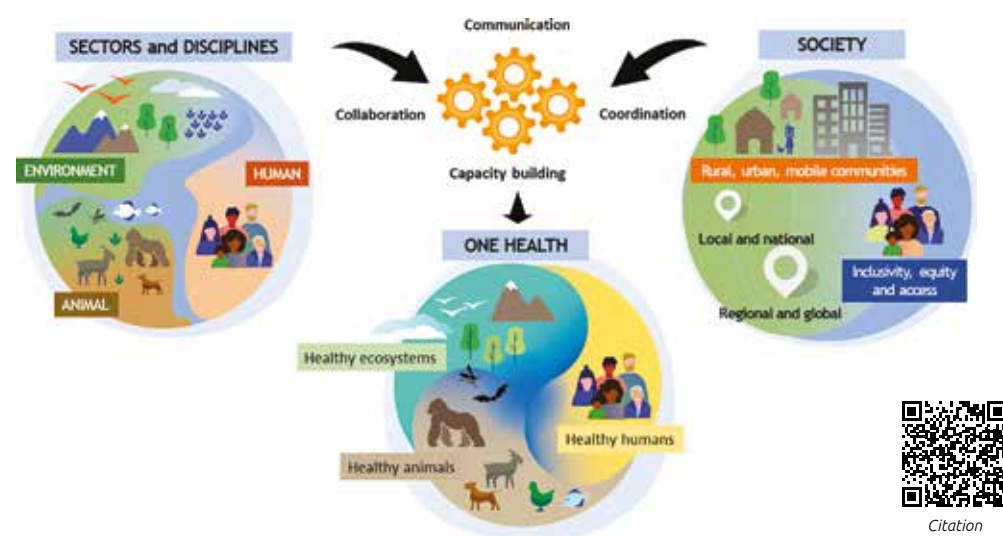 Communication
SECTORS and DISCIPLINES
SOCIETY
Collaboration
Coordination
ENVIRONMENT
HUMAN
Capacity building
Rural, urban, mobile communities
Local and national
ONE HEALTH
Inclusivity, equity
and access
ANIMAL
Regional and global
Healthy ecosystems
Healthy humans
Healthy animals
Citation